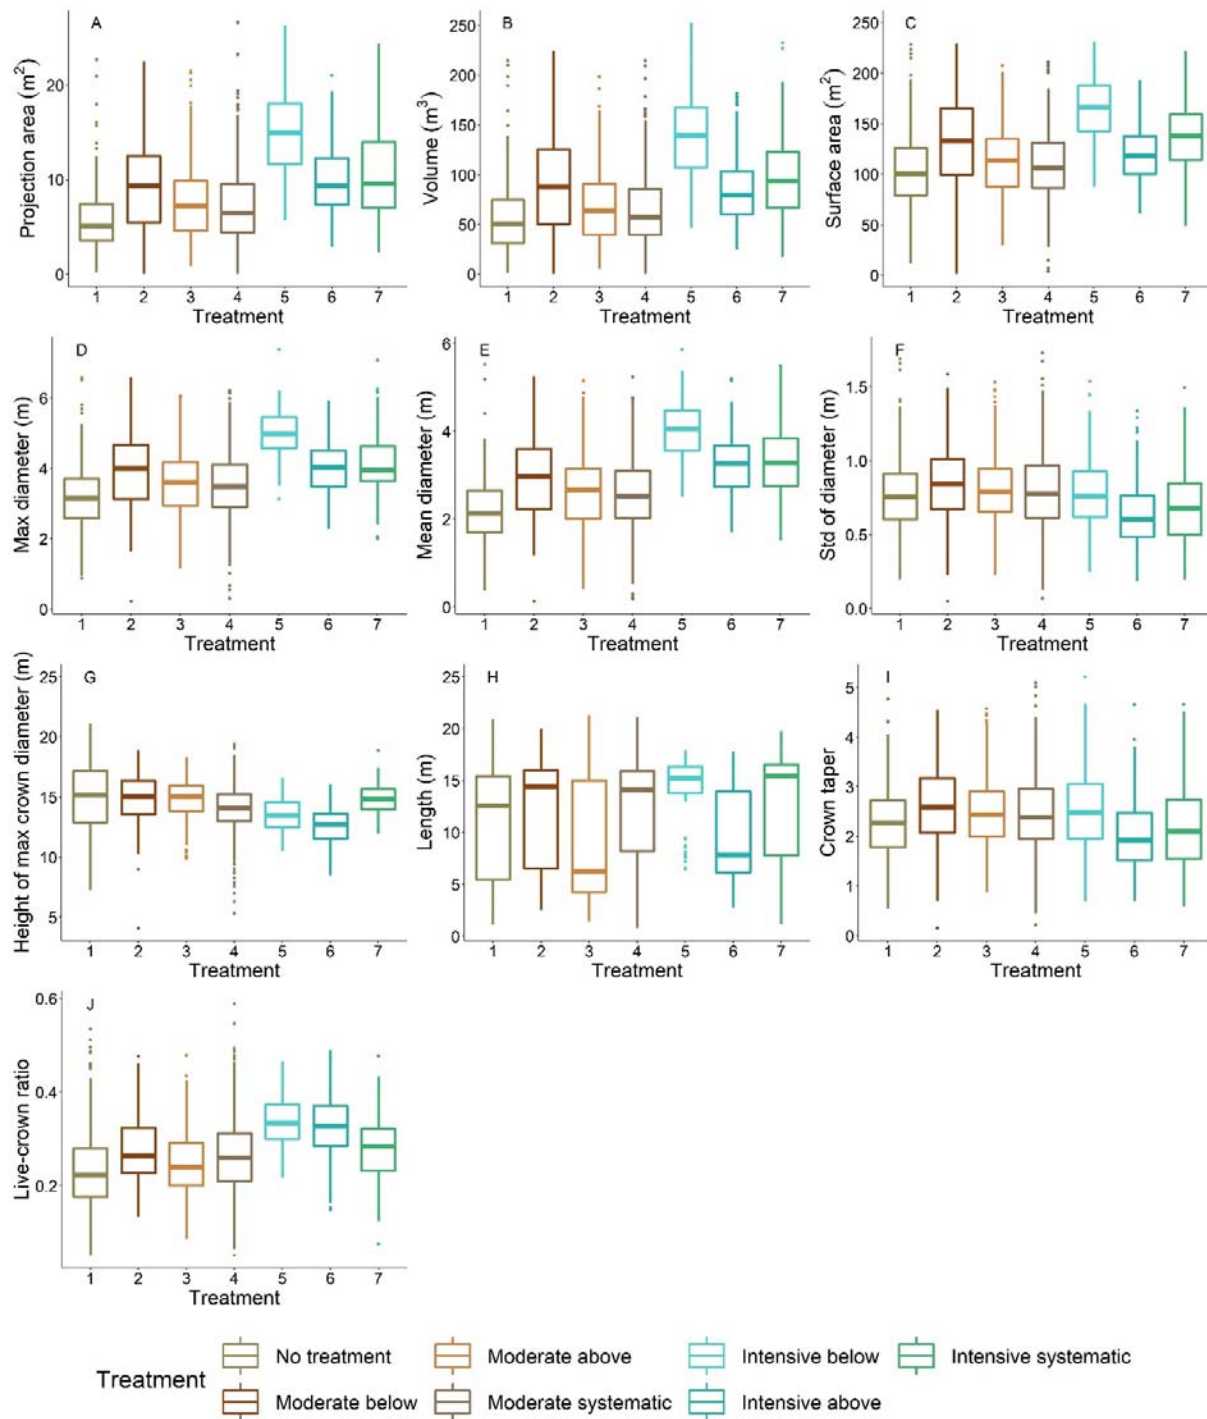 A
B
C
Projection area (m²)
20
10
0
1 2 3 4 5 6 7
Treatment
Volume (m³)
250
200
150
100
50
0
1 2 3 4 5 6 7
Treatment
Surface area (m²)
250
200
150
100
50
0
1 2 3 4 5 6 7
Treatment
D
E
F
Max diameter (m)
6
4
2
0
1 2 3 4 5 6 7
Treatment
Mean diameter (m)
6
4
2
0
1 2 3 4 5 6 7
Treatment
Std of diameter (m)
1.5
1.0
0.5
0.0
1 2 3 4 5 6 7
Treatment
G
H
I
Height of max crown diameter (m)
25
20
15
10
5
1 2 3 4 5 6 7
Treatment
Length (m)
25
20
15
10
5
0
1 2 3 4 5 6 7
Treatment
Crown taper
5
4
3
2
1
0
1 2 3 4 5 6 7
Treatment
J
Live-crown ratio
0.6
0.4
0.2
1 2 3 4 5 6 7
Treatment
Treatment
No treatment
Moderate above
Intensive below
Intensive systematic
Moderate below
Moderate systematic
Intensive above